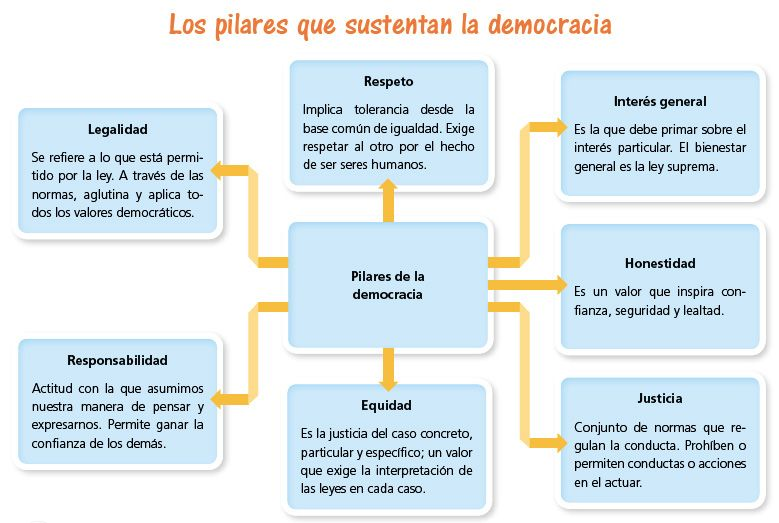 Los pilares que sustentan la democracia
Respeto
Implica tolerancia desde la
base común de igualdad. Exige
respetar al otro por el hecho
de ser seres humanos.
Interés general
Es la que debe primar sobre el
interés particular. El bienestar
general es la ley suprema.
Legalidad
Se refiere a lo que está permi-
tido por la ley. A través de las
normas, aglutina y aplica to-
dos los valores democráticos.
Pilares de la
democracia
Honestidad
Es un valor que inspira con-
fianza, seguridad y lealtad.
Responsabilidad
Actitud con la que asumimos
nuestra manera de pensar y
expresarnos. Permite ganar la
confianza de los demás.
Equidad
Es la justicia del caso concreto,
particular y específico; un valor
que exige la interpretación de
las leyes en cada caso.
Justicia
Conjunto de normas que re-
gulan la conducta. Prohíben o
permiten conductas o acciones
en el actuar.